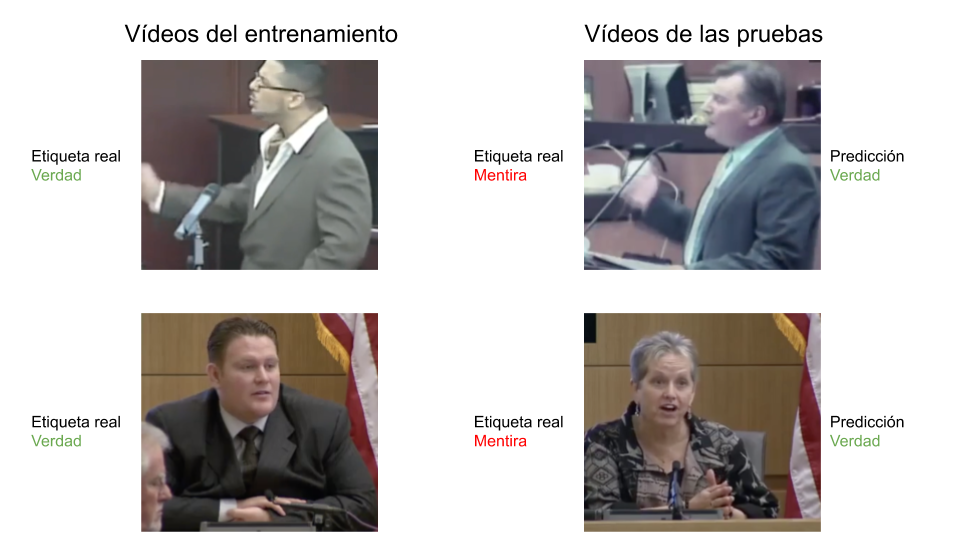 Vídeos del entrenamiento
Vídeos de las pruebas
Etiqueta real
Verdad
Etiqueta real
Mentira
Predicción
Verdad
Etiqueta real
Verdad
Etiqueta real
Mentira
Predicción
Verdad